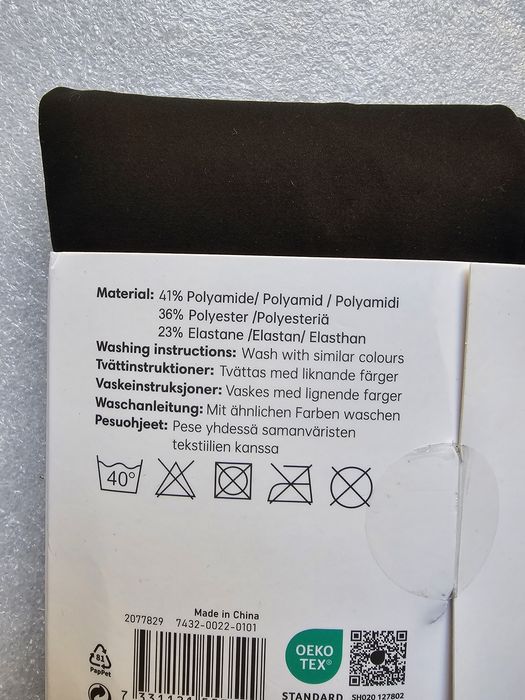 Material: 41% Polyamide/ Polyamid / Polyamidi
36% Polyester /Polyesteriä
23% Elastane /Elastan/ Elasthan
Washing instructions: Wash with similar colours
Tvättinstruktioner: Tvättas med liknande färger
Vaskeinstruksjoner: Vaskes med lignende farger
Waschanleitung: Mit ähnlichen Farben waschen
Pesuohjeet: Pese yhdessä samanväristen
tekstiilien kanssa
40°
Made in China
2077829 7432-0022-0101
81
PapPet
OEKO
TEX®
STANDARD SH020 127802